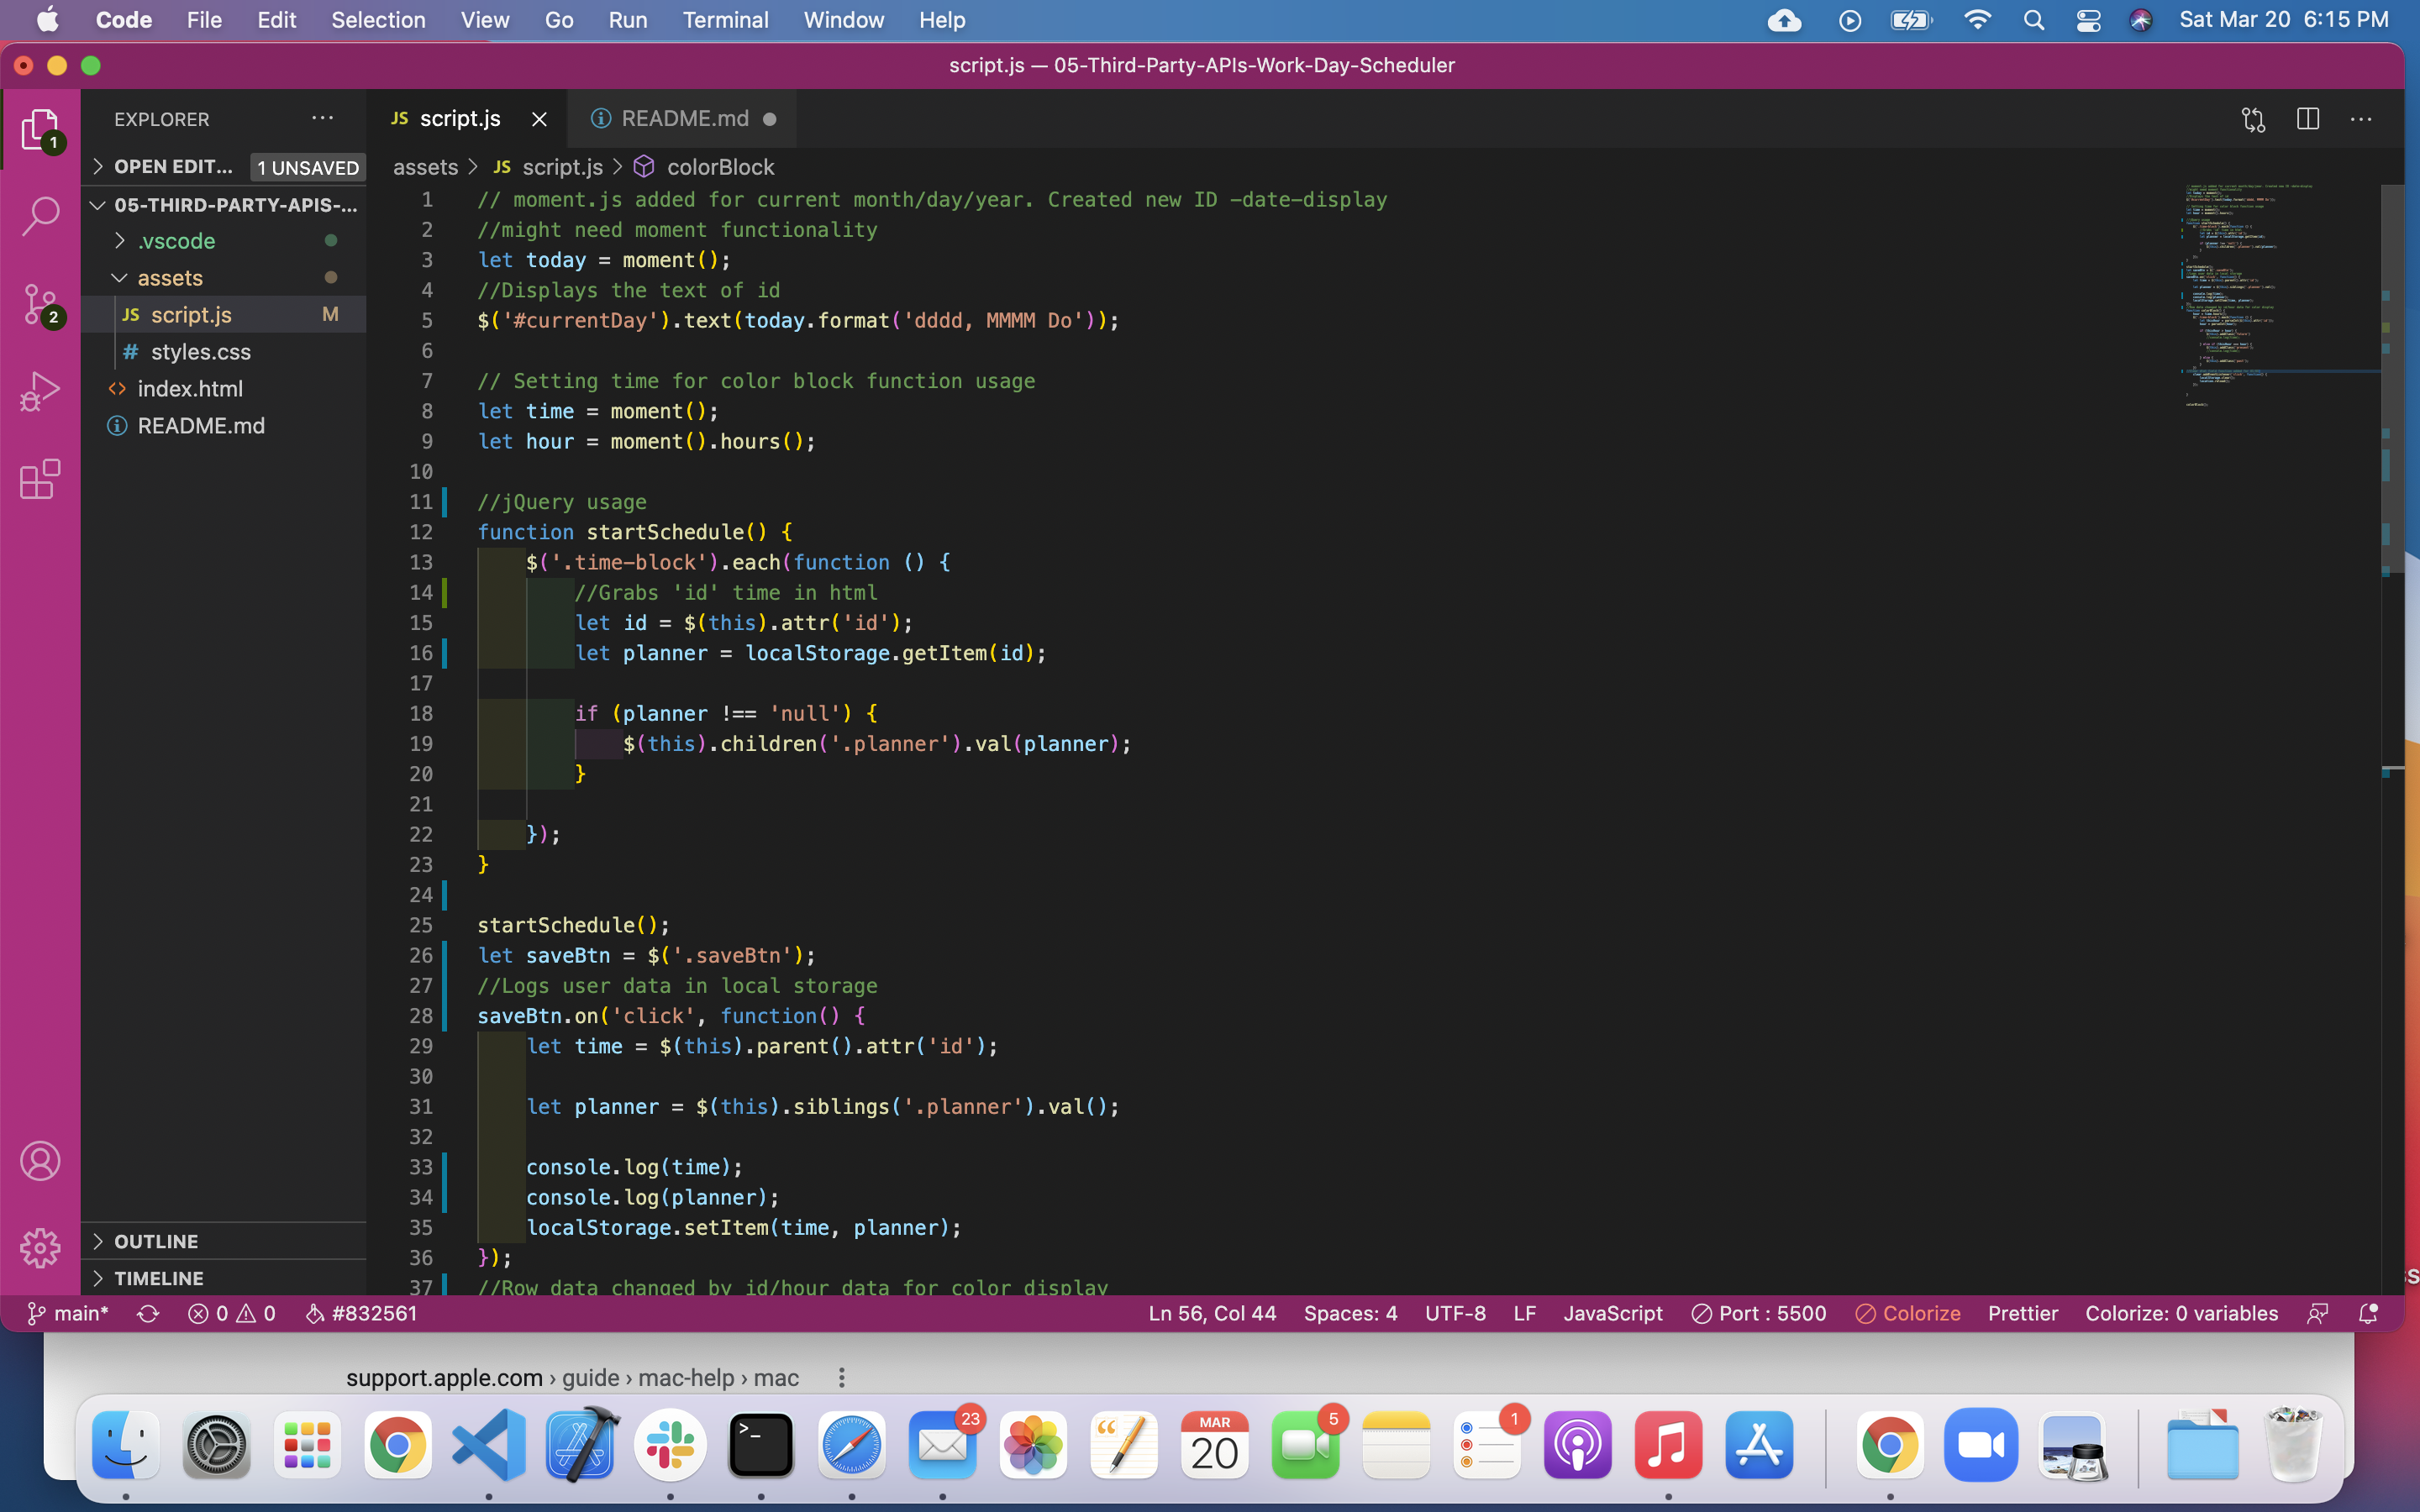 Code File Edit Selection View Go Run Terminal Window Help Sat Mar 20 6:15 PM
script.js — 05-Third-Party-APIs-Work-Day-Scheduler
EXPLORER
JS script.js
README.md
1
OPEN EDIT... 1 UNSAVED
assets > JS script.js > colorBlock
05-THIRD-PARTY-APIS-...
.vscode
assets
JS script.js M
2
# styles.css
<> index.html
README.md
OUTLINE
TIMELINE
1 // moment.js added for current month/day/year. Created new ID -date-display
2 //might need moment functionality
3 let today = moment();
4 //Displays the text of id
5 $('#currentDay').text(today.format('dddd, MMMM Do'));
6
7 // Setting time for color block function usage
8 let time = moment();
9 let hour = moment().hours();
10
11 //jQuery usage
12 function startSchedule() {
13 $('.time-block').each(function () {
14 //Grabs 'id' time in html
15 let id = $(this).attr('id');
16 let planner = localStorage.getItem(id);
17
18 if (planner !== 'null') {
19 $(this).children('.planner').val(planner);
20 }
21
22 });
23 }
24
25 startSchedule();
26 let saveBtn = $('.saveBtn');
27 //Logs user data in local storage
28 saveBtn.on('click', function() {
29 let time = $(this).parent().attr('id');
30
31 let planner = $(this).siblings('.planner').val();
32
33 console.log(time);
34 console.log(planner);
35 localStorage.setItem(time, planner);
36 });
37 //Row data changed by id/hour data for color display
main* 0 0 #832561 Ln 56, Col 44 Spaces: 4 UTF-8 LF JavaScript Port : 5500 Colorize Prettier Colorize: 0 variables
support.apple.com › guide › mac-help › mac
23
MAR
20
5
1